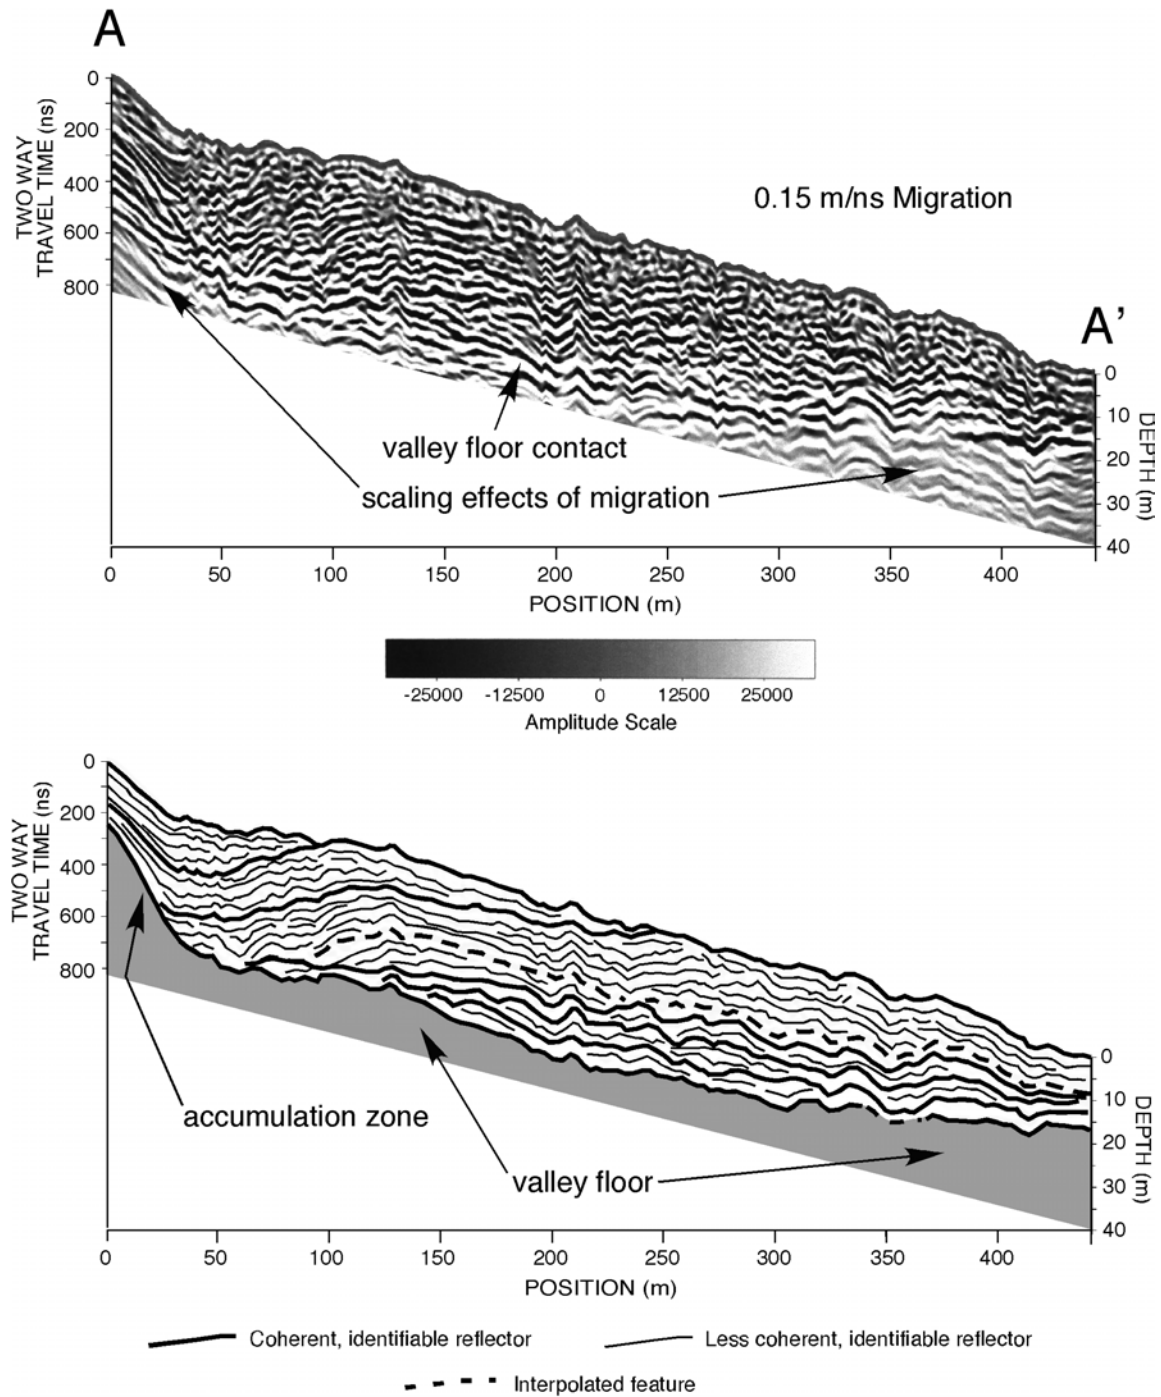 A
0
200
400
600
800
TWO WAY
TRAVEL TIME (ns)
0.15 m/ns Migration
A'
0
10
20
30
40
DEPTH (m)
valley floor contact
scaling effects of migration
0 50 100 150 200 250 300 350 400
POSITION (m)
-25000 -12500 0 12500 25000
Amplitude Scale
0
200
400
600
800
TWO WAY
TRAVEL TIME (ns)
0
10
20
30
40
DEPTH (m)
accumulation zone
valley floor
0 50 100 150 200 250 300 350 400
POSITION (m)
Coherent, identifiable reflector
Less coherent, identifiable reflector
Interpolated feature